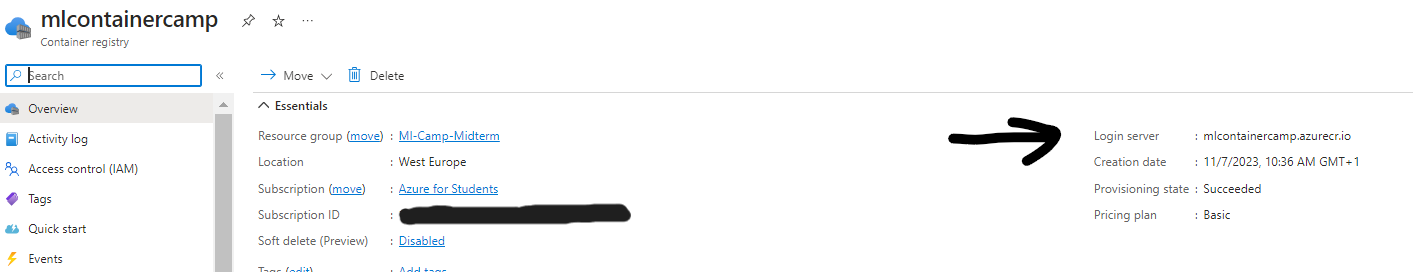 mlcontainercamp
Container registry
Search
Move
Delete
Overview
Activity log
Access control (IAM)
Tags
Quick start
Events
Essentials
Resource group (move) : Ml-Camp-Midterm
Location : West Europe
Subscription (move) : Azure for Students
Subscription ID :
Soft delete (Preview) : Disabled
Tags (edit) : Add tags
Login server : mlcontainercamp.azurecr.io
Creation date : 11/7/2023, 10:36 AM GMT+1
Provisioning state : Succeeded
Pricing plan : Basic